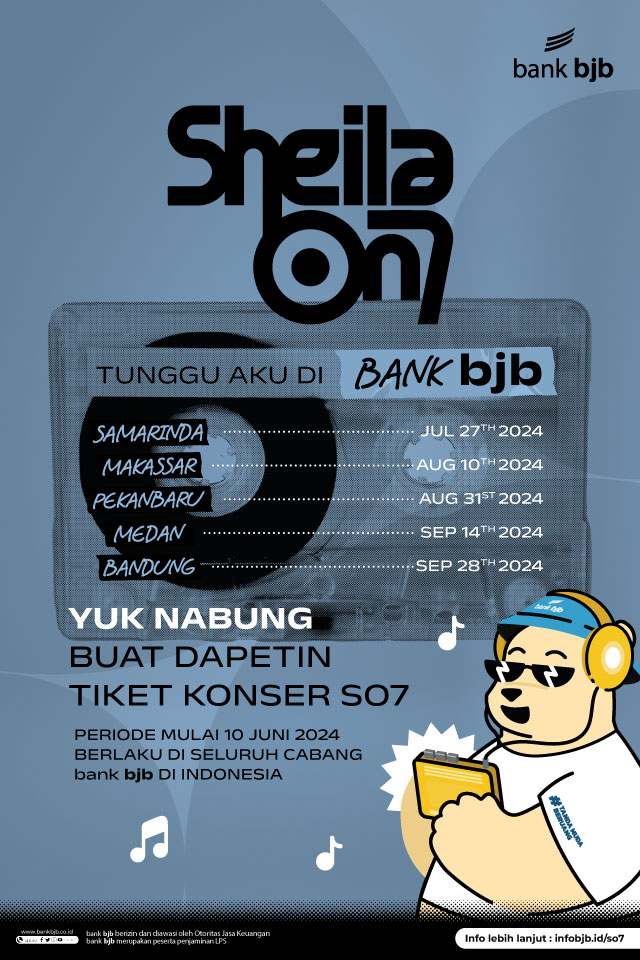 bank bjb
Sheila
On7
TUNGGU AKU DI BANK bjb
SAMARINDA JUL 27TH 2024
MAKASSAR AUG 10TH 2024
PEKANBARU AUG 31ST 2024
MEDAN SEP 14TH 2024
BANDUNG SEP 28TH 2024
YUK NABUNG
BUAT DAPETIN
TIKET KONSER SO7
PERIODE MULAI 10 JUNI 2024
BERLAKU DI SELURUH CABANG
bank bjb DI INDONESIA
bank bjb
#TANDA MUDA
BERUANG
www.bankbjb.co.id
bank bjb berizin dan diawasi oleh Otoritas Jasa Keuangan
bank bjb merupakan peserta penjaminan LPS
Info lebih lanjut : infobjb.id/so7